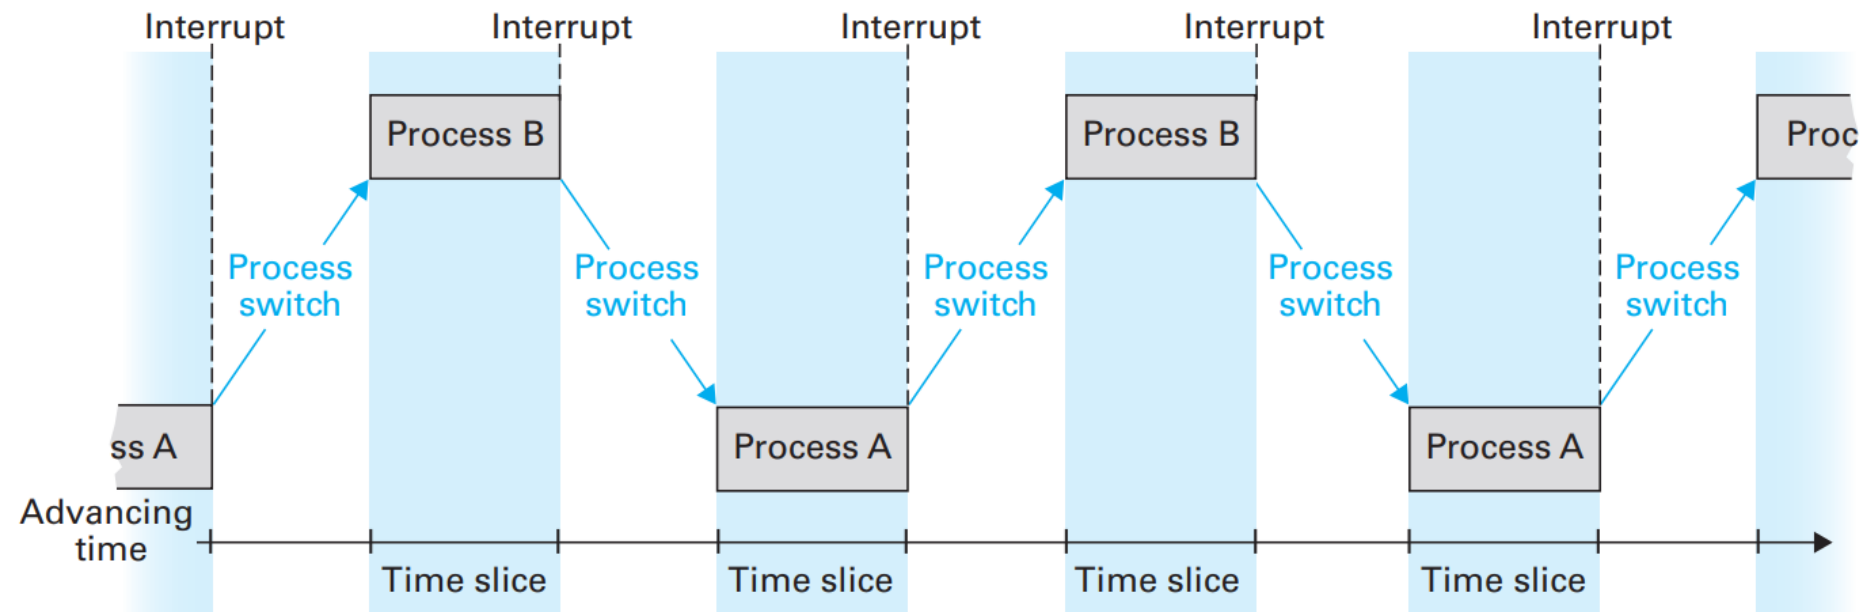 Interrupt Interrupt Interrupt Interrupt Interrupt
Process B Process B Proc
Process Process Process Process Process
switch switch switch switch switch
ss A Process A Process A
Advancing
time
Time slice Time slice Time slice Time slice